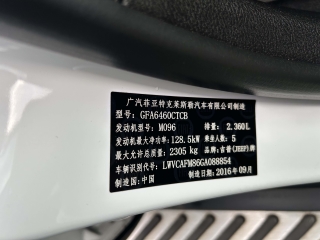 广汽菲亚特克莱斯勒汽车有限公司制造
型号: GFA6460CTCB
发动机型号: M096 排量: 2.360L
发动机最大净功率: 128.5kW 乘坐人数: 5
最大允许总质量: 2305 kg 品牌: 吉普(JEEP)牌
车辆识别代号: LWVCAFM86GA088854
制造国: 中国 2016年09月